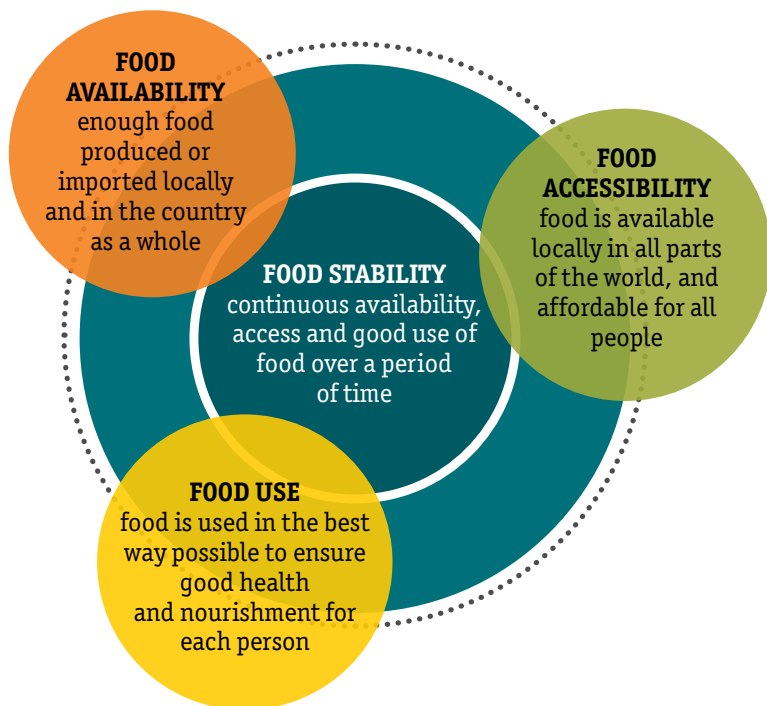 FOOD
AVAILABILITY
enough food
produced or
imported locally
and in the country
as a whole
FOOD
ACCESSIBILITY
food is available
locally in all parts
of the world, and
affordable for all
people
FOOD STABILITY
continuous availability,
access and good use of
food over a period
of time
FOOD USE
food is used in the best
way possible to ensure
good health
and nourishment for
each person